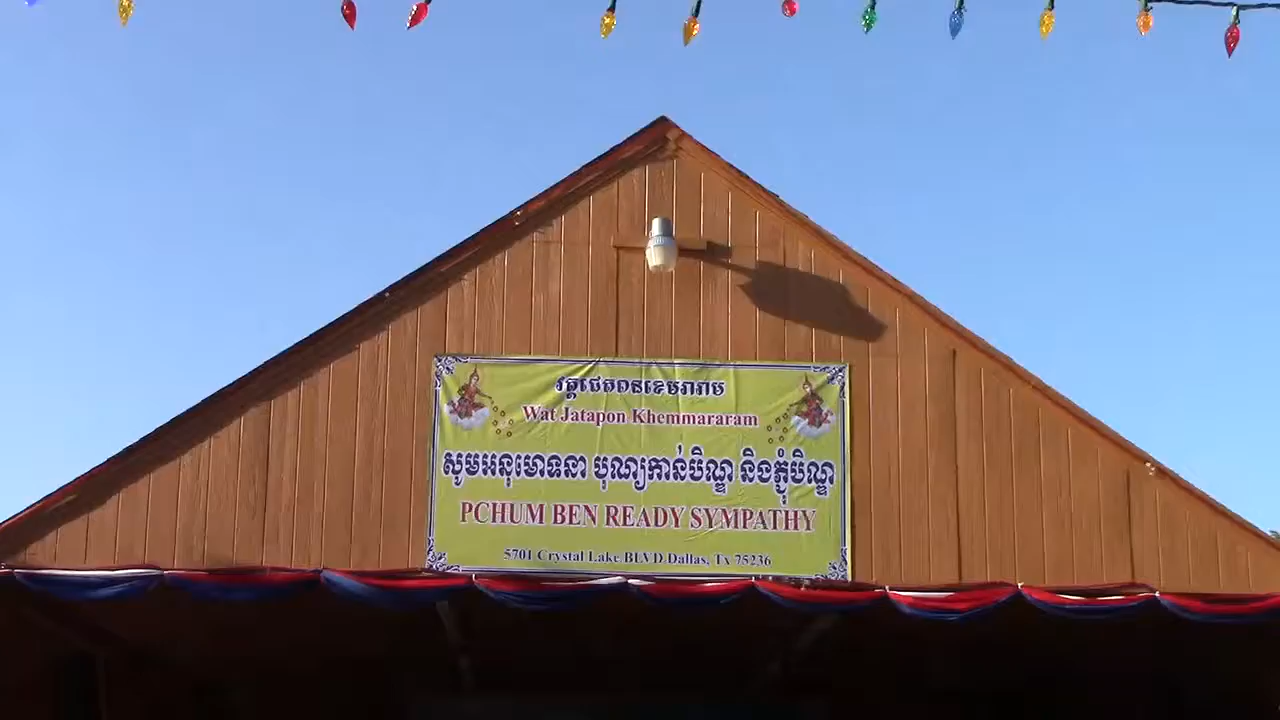 វត្តជេតពនខេមរារាម
Wat Jatapon Khemmararam
សូមអនុមោទនា បុណ្យកាន់បិណ្ឌ និងភ្ជុំបិណ្ឌ
PCHUM BEN READY SYMPATHY
5701 Crystal Lake BLVD Dallas, Tx 75236